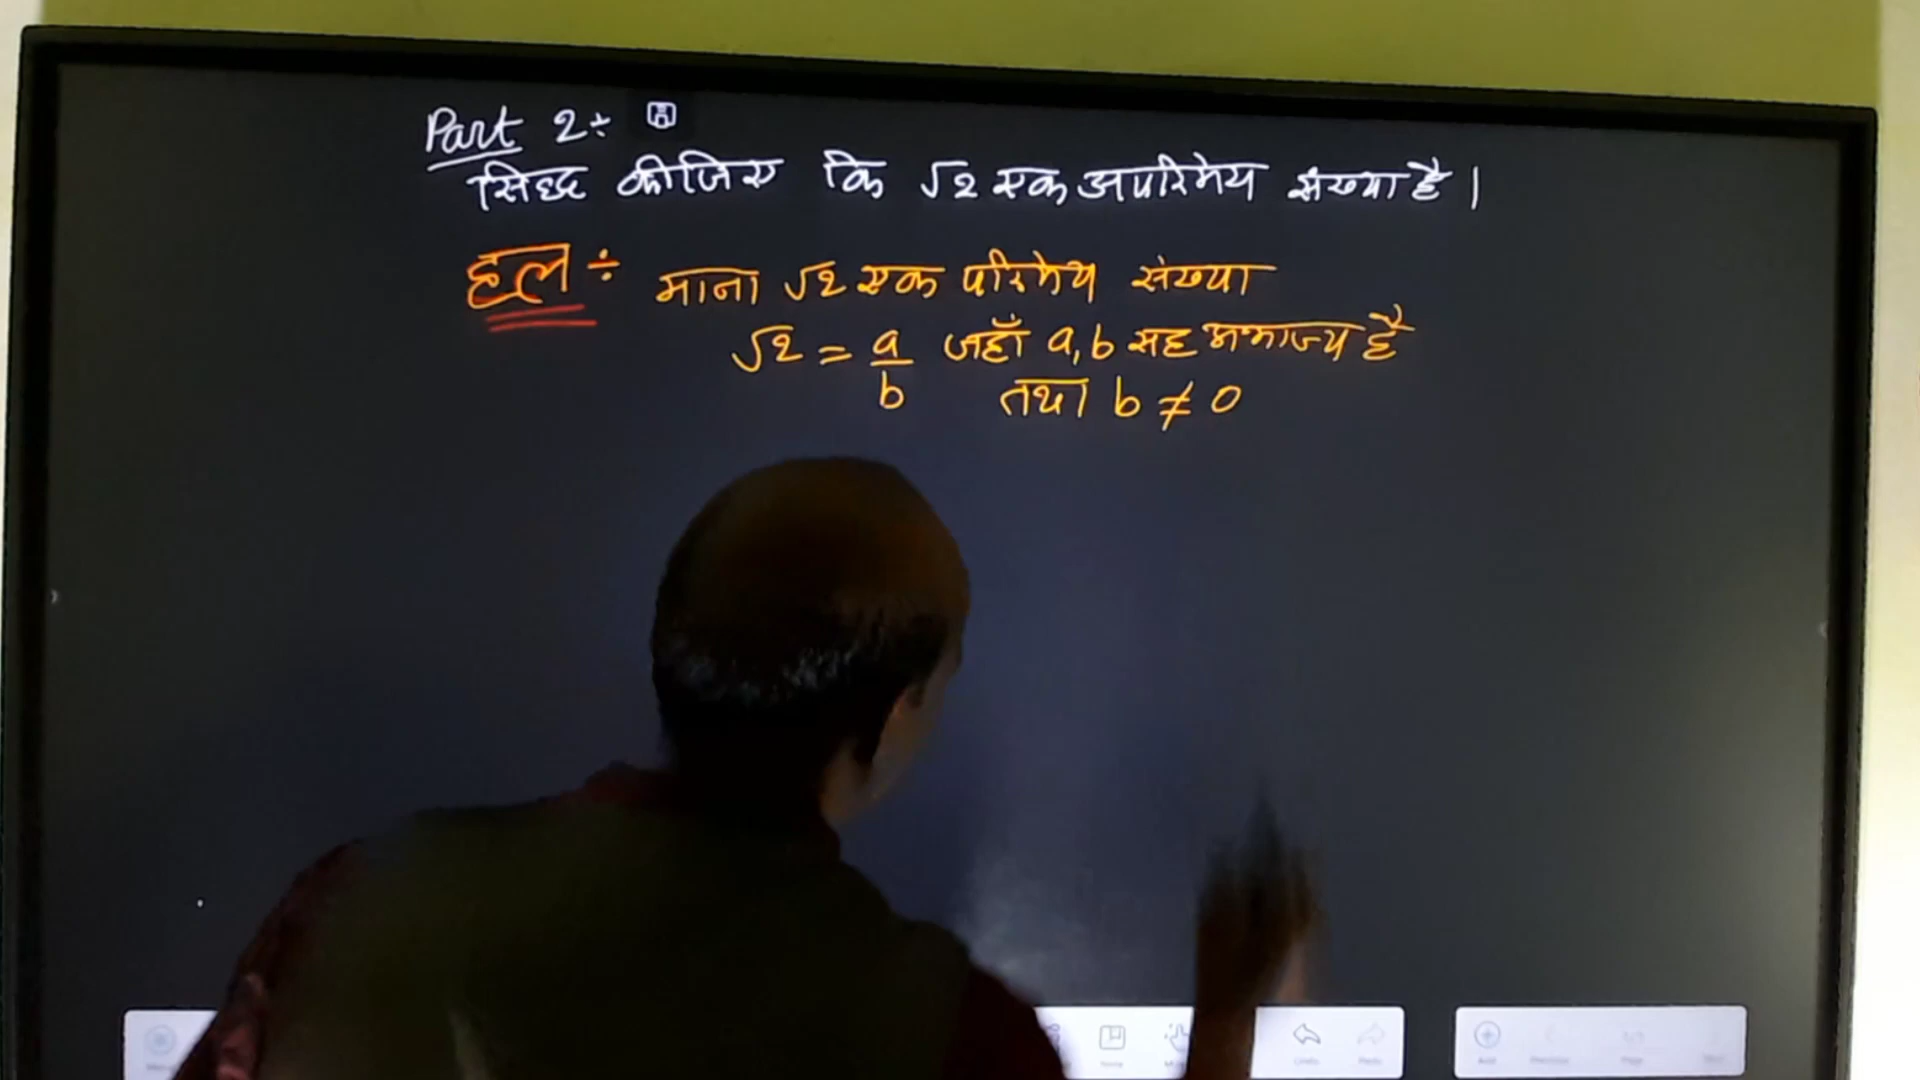 Part 2÷
सिद्ध कीजिए कि √2 एक अपरिमेय संख्या है।
हल ÷ माना √2 एक परिमेय संख्या
√2 = a/b जहाँ a, b सह अभाज्य है
तथा b ≠ 0